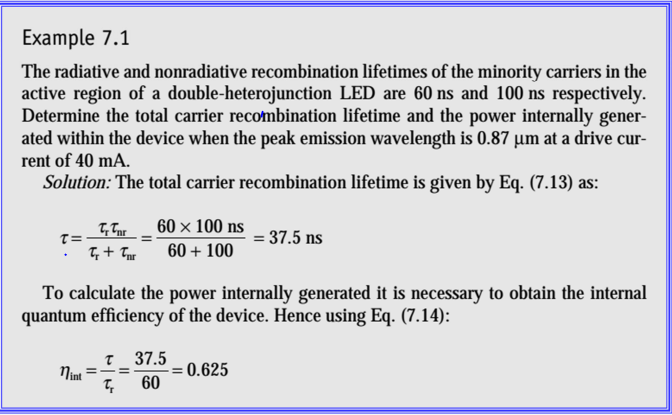 Example 7.1
The radiative and nonradiative recombination lifetimes of the minority carriers in the
active region of a double-heterojunction LED are 60 ns and 100 ns respectively.
Determine the total carrier recombination lifetime and the power internally gener-
ated within the device when the peak emission wavelength is 0.87 μm at a drive cur-
rent of 40 mA.
Solution: The total carrier recombination lifetime is given by Eq. (7.13) as:
τ = τrτnr / τr + τnr = 60 × 100 ns / 60 + 100 = 37.5 ns
To calculate the power internally generated it is necessary to obtain the internal
quantum efficiency of the device. Hence using Eq. (7.14):
ηint = τ / τr = 37.5 / 60 = 0.625